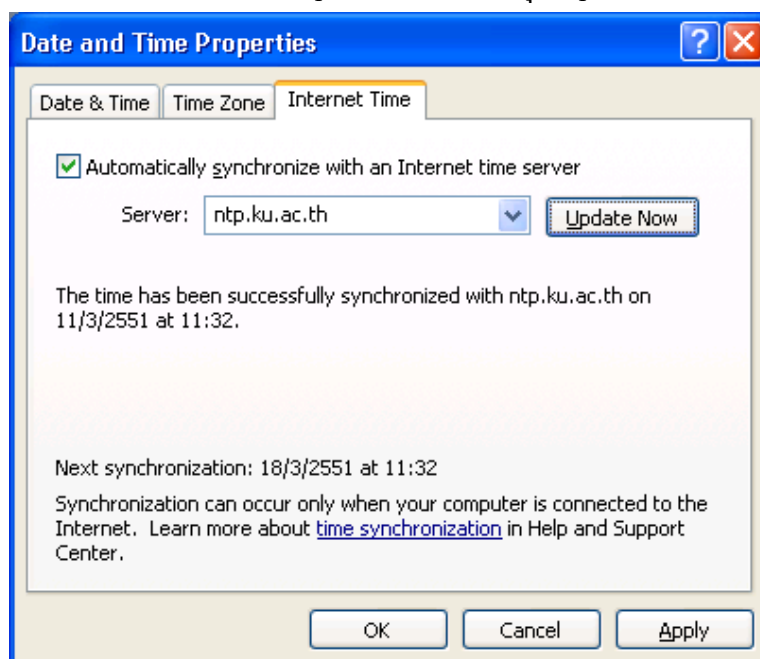 Date and Time Properties
Date & Time Time Zone Internet Time
Automatically synchronize with an Internet time server
Server: ntp.ku.ac.th Update Now
The time has been successfully synchronized with ntp.ku.ac.th on
11/3/2551 at 11:32.
Next synchronization: 18/3/2551 at 11:32
Synchronization can occur only when your computer is connected to the
Internet. Learn more about time synchronization in Help and Support
Center.
OK Cancel Apply